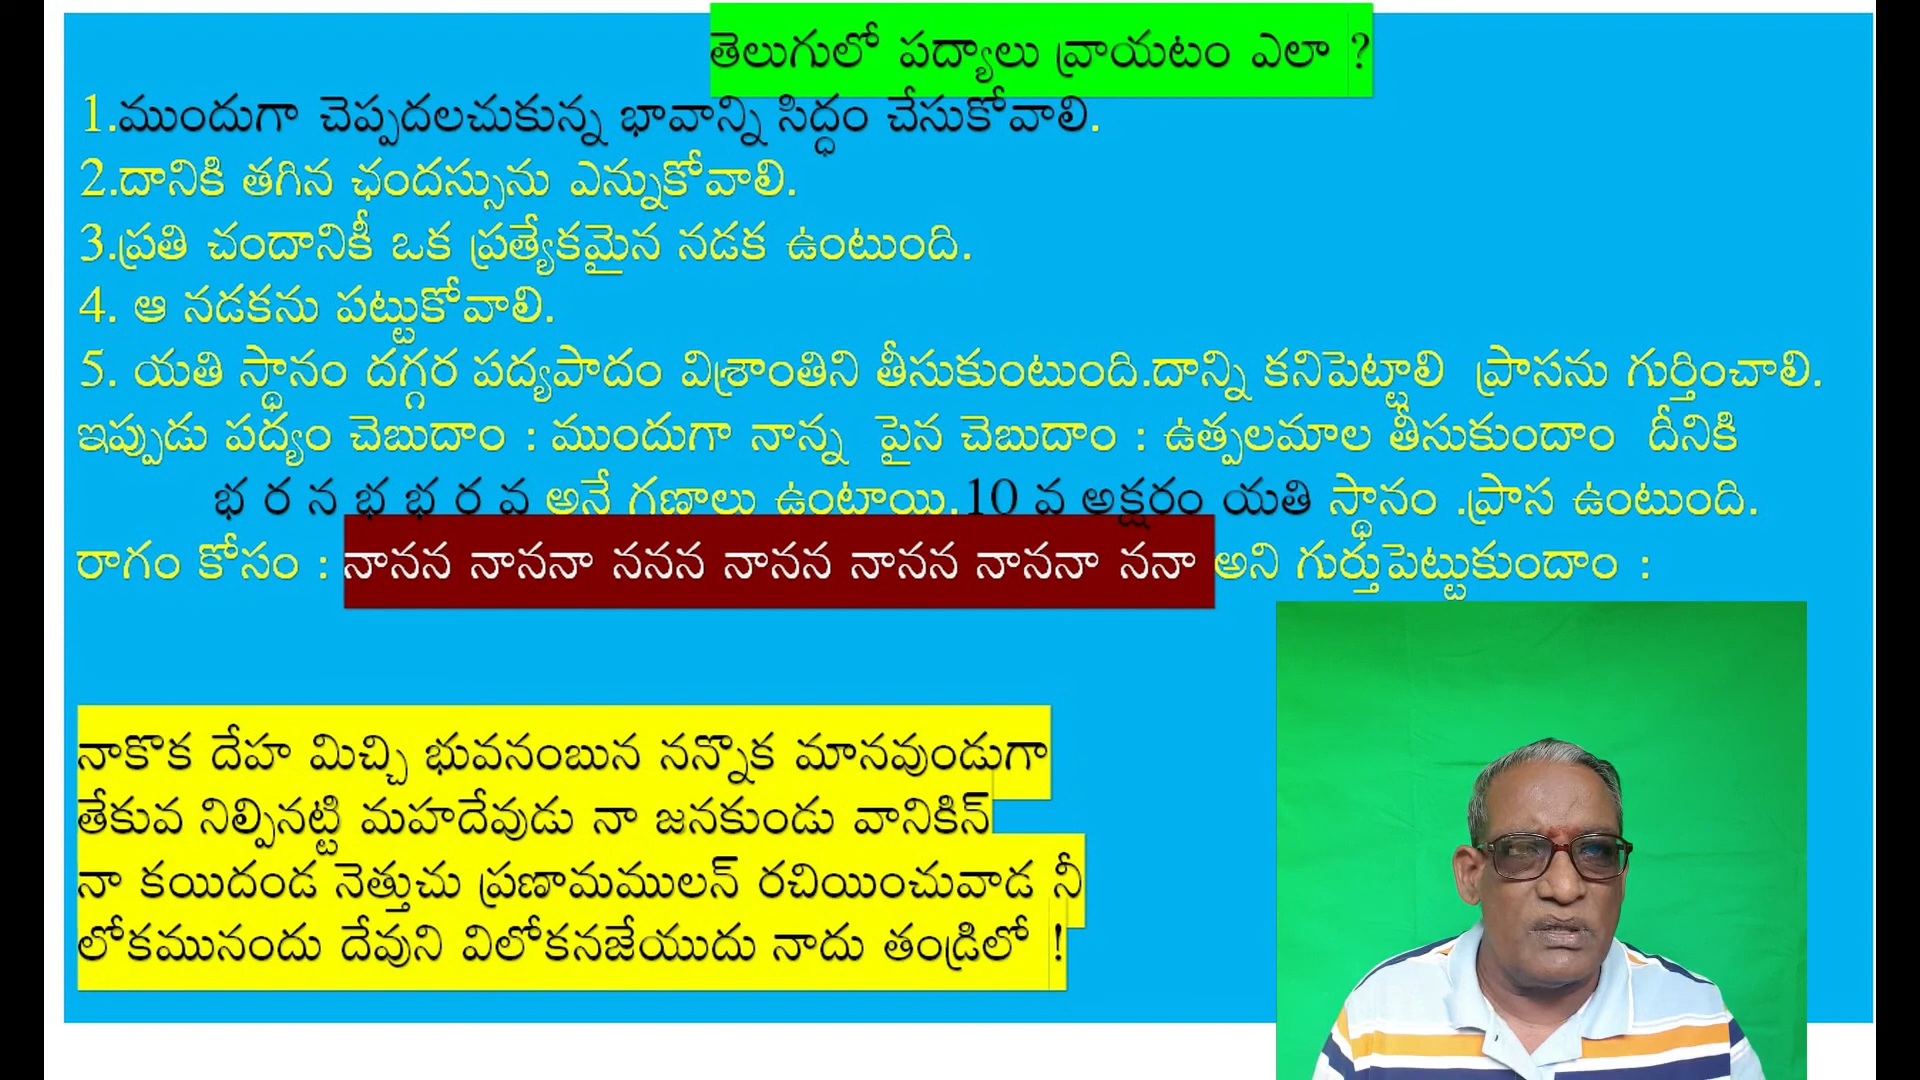 తెలుగులో పద్యాలు వ్రాయటం ఎలా ?
1.ముందుగా చెప్పదలచుకున్న భావాన్ని సిద్ధం చేసుకోవాలి.
2.దానికి తగిన ఛందస్సును ఎన్నుకోవాలి.
3.ప్రతి చందానికీ ఒక ప్రత్యేకమైన నడక ఉంటుంది.
4. ఆ నడకను పట్టుకోవాలి.
5. యతి స్థానం దగ్గర పద్యపాదం విశ్రాంతిని తీసుకుంటుంది.దాన్ని కనిపెట్టాలి ప్రాసను గుర్తించాలి.
ఇప్పుడు పద్యం చెబుదాం : ముందుగా నాన్న పైన చెబుదాం : ఉత్పలమాల తీసుకుందాం దీనికి
భ ర న భ భ ర వ అనే గణాలు ఉంటాయి.10 వ అక్షరం యతి స్థానం .ప్రాస ఉంటుంది.
రాగం కోసం : నానన నాననా ననన నానన నానన నాననా ననా అని గుర్తుపెట్టుకుందాం :
నాకొక దేహ మిచ్చి భువనంబున నన్నొక మానవుండుగా
తేకువ నిల్పినట్టి మహదేవుడు నా జనకుండు వానికిన్
నా కయిదండ నెత్తుచు ప్రణామములన్ రచియించువాడ నీ
లోకమునందు దేవుని విలోకనజేయుదు నాదు తండ్రిలో !